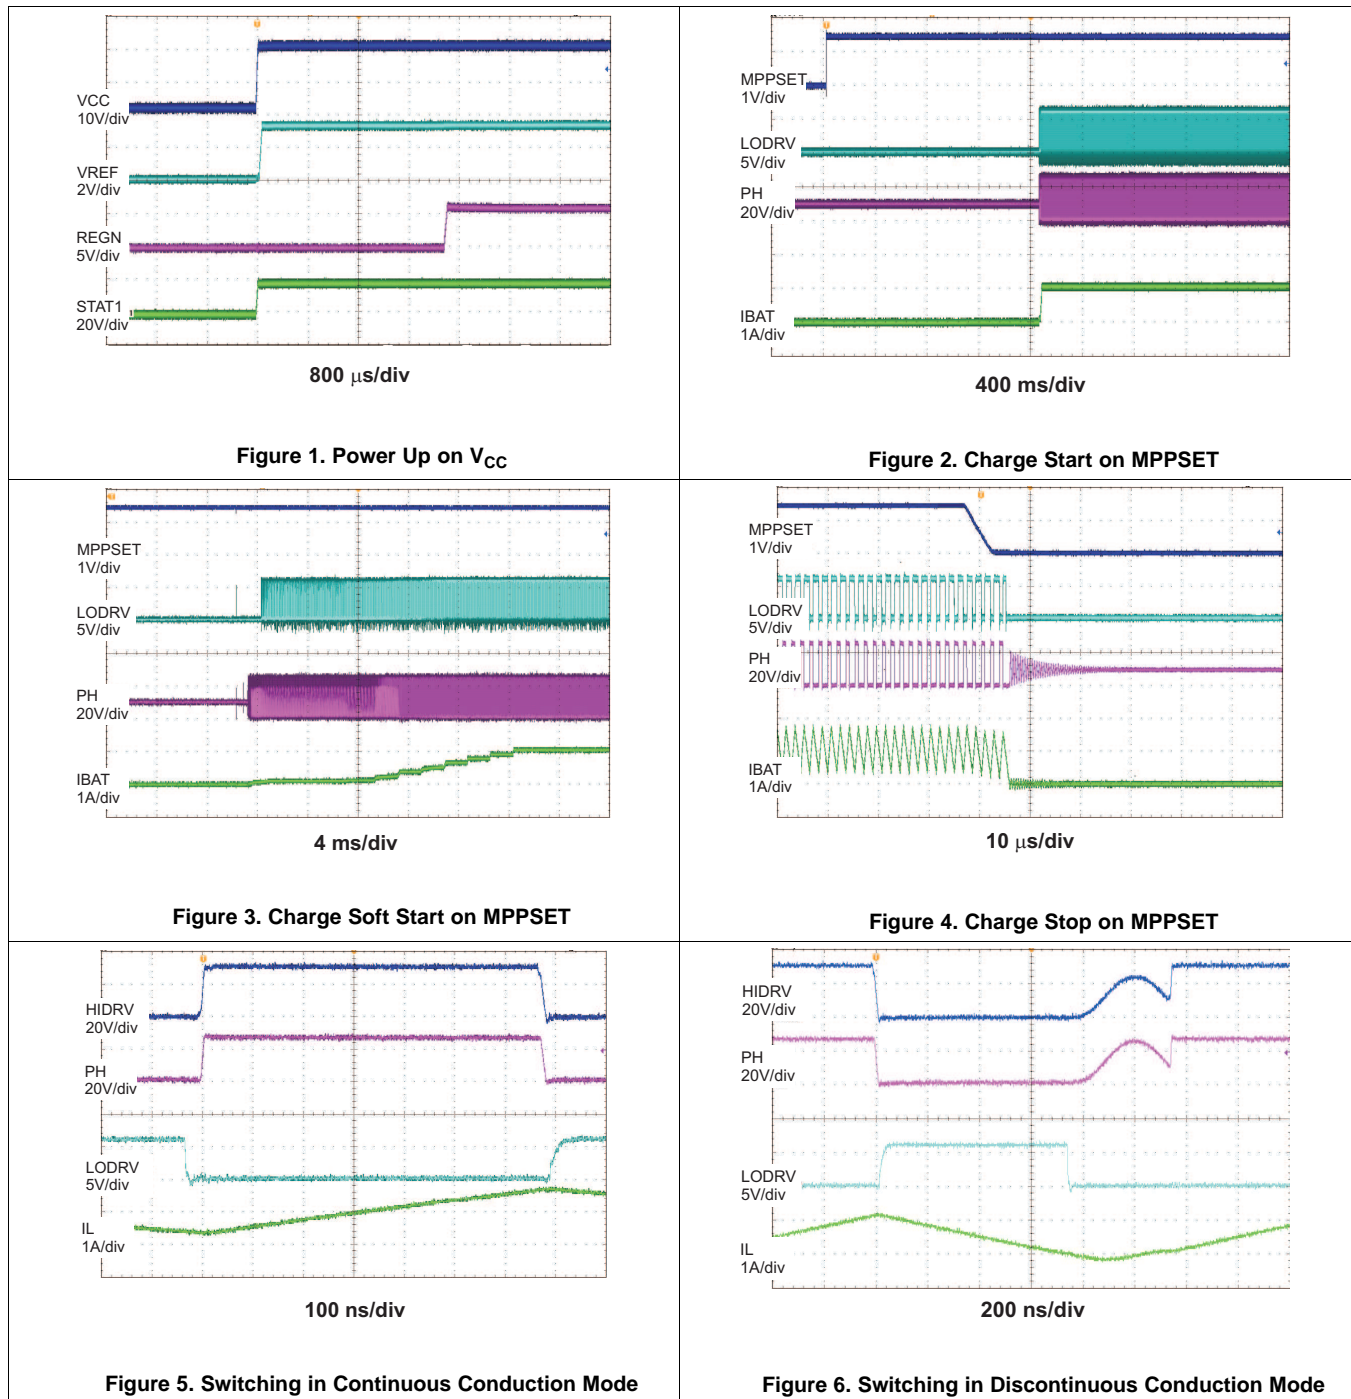 VCC
10V/div
VREF
2V/div
REGN
5V/div
STAT1
20V/div
800 μs/div
Figure 1. Power Up on VCC
MPPSET
1V/div
LODRV
5V/div
PH
20V/div
IBAT
1A/div
400 ms/div
Figure 2. Charge Start on MPPSET
MPPSET
1V/div
LODRV
5V/div
PH
20V/div
IBAT
1A/div
4 ms/div
Figure 3. Charge Soft Start on MPPSET
MPPSET
1V/div
LODRV
5V/div
PH
20V/div
IBAT
1A/div
10 μs/div
Figure 4. Charge Stop on MPPSET
HIDRV
20V/div
PH
20V/div
LODRV
5V/div
IL
1A/div
100 ns/div
Figure 5. Switching in Continuous Conduction Mode
HIDRV
20V/div
PH
20V/div
LODRV
5V/div
IL
1A/div
200 ns/div
Figure 6. Switching in Discontinuous Conduction Mode